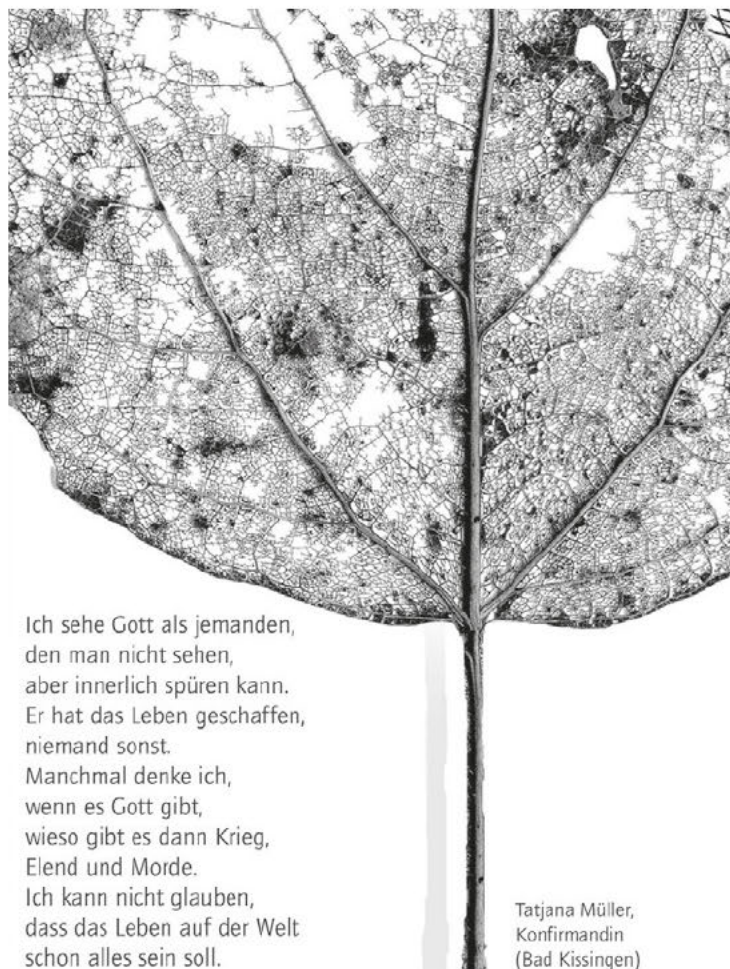 Ich sehe Gott als jemanden,
den man nicht sehen,
aber innerlich spüren kann.
Er hat das Leben geschaffen,
niemand sonst.
Manchmal denke ich,
wenn es Gott gibt,
wieso gibt es dann Krieg,
Elend und Morde.
Ich kann nicht glauben,
dass das Leben auf der Welt
schon alles sein soll.
Tatjana Müller,
Konfirmandin
(Bad Kissingen)